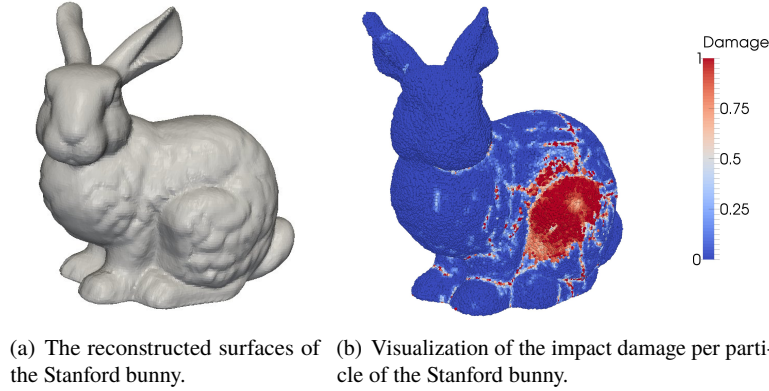 Damage
1
0.75
0.5
0.25
0
(a) The reconstructed surfaces of
the Stanford bunny.
(b) Visualization of the impact damage per parti-
cle of the Stanford bunny.